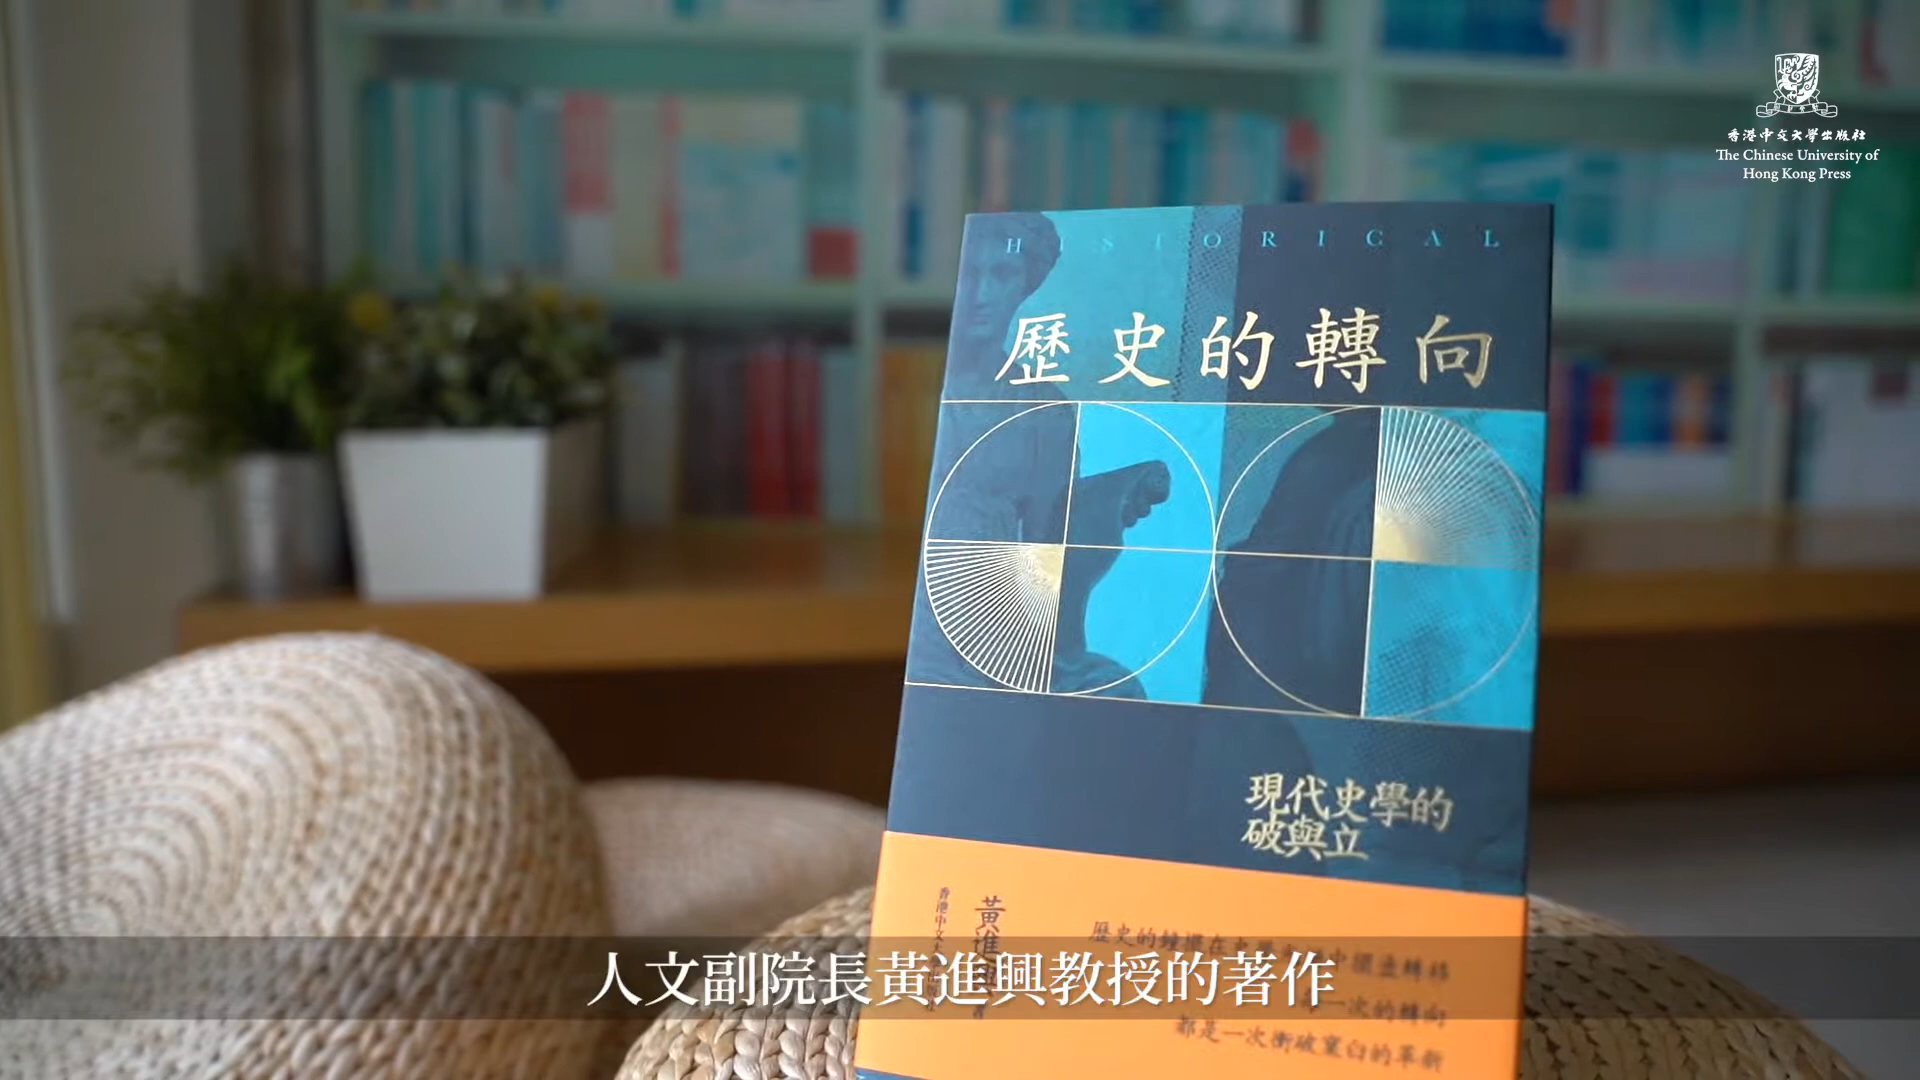 香港中文大學出版社
The Chinese University of
Hong Kong Press
HISTORICAL
歷史的轉向
現代史學的
破與立
人文副院長黃進興教授的著作
都是一次衝破窠臼的革新